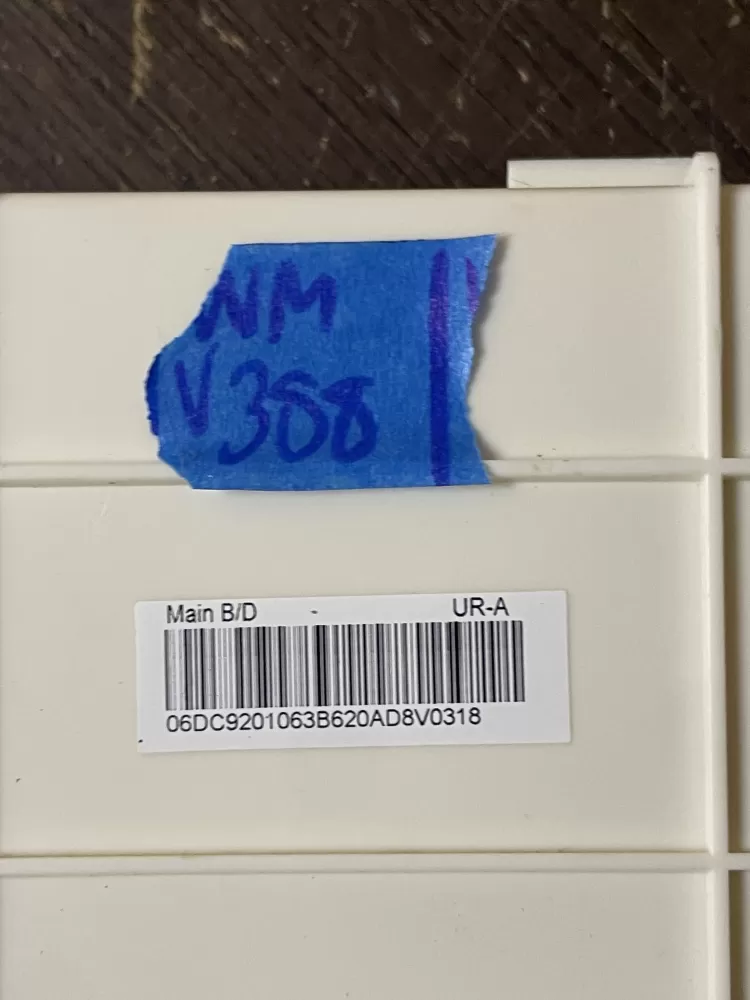 NM
V388
Main B/D - UR-A
06DC9201063B620AD8V0318